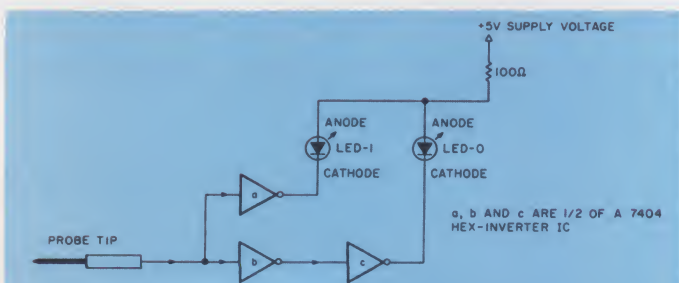 +5V SUPPLY VOLTAGE
100Ω
ANODE
LED-1
CATHODE
ANODE
LED-0
CATHODE
a
PROBE TIP
b
c
a, b AND c ARE 1/2 OF A 7404
HEX-INVERTER IC